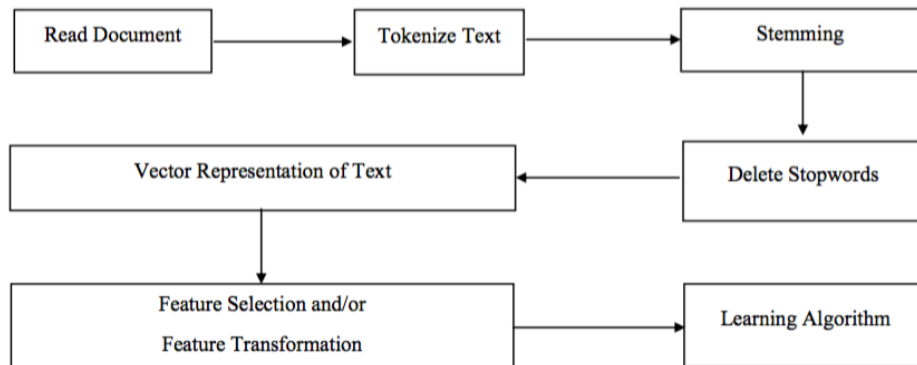 Read Document
Tokenize Text
Stemming
Delete Stopwords
Vector Representation of Text
Feature Selection and/or
Feature Transformation
Learning Algorithm